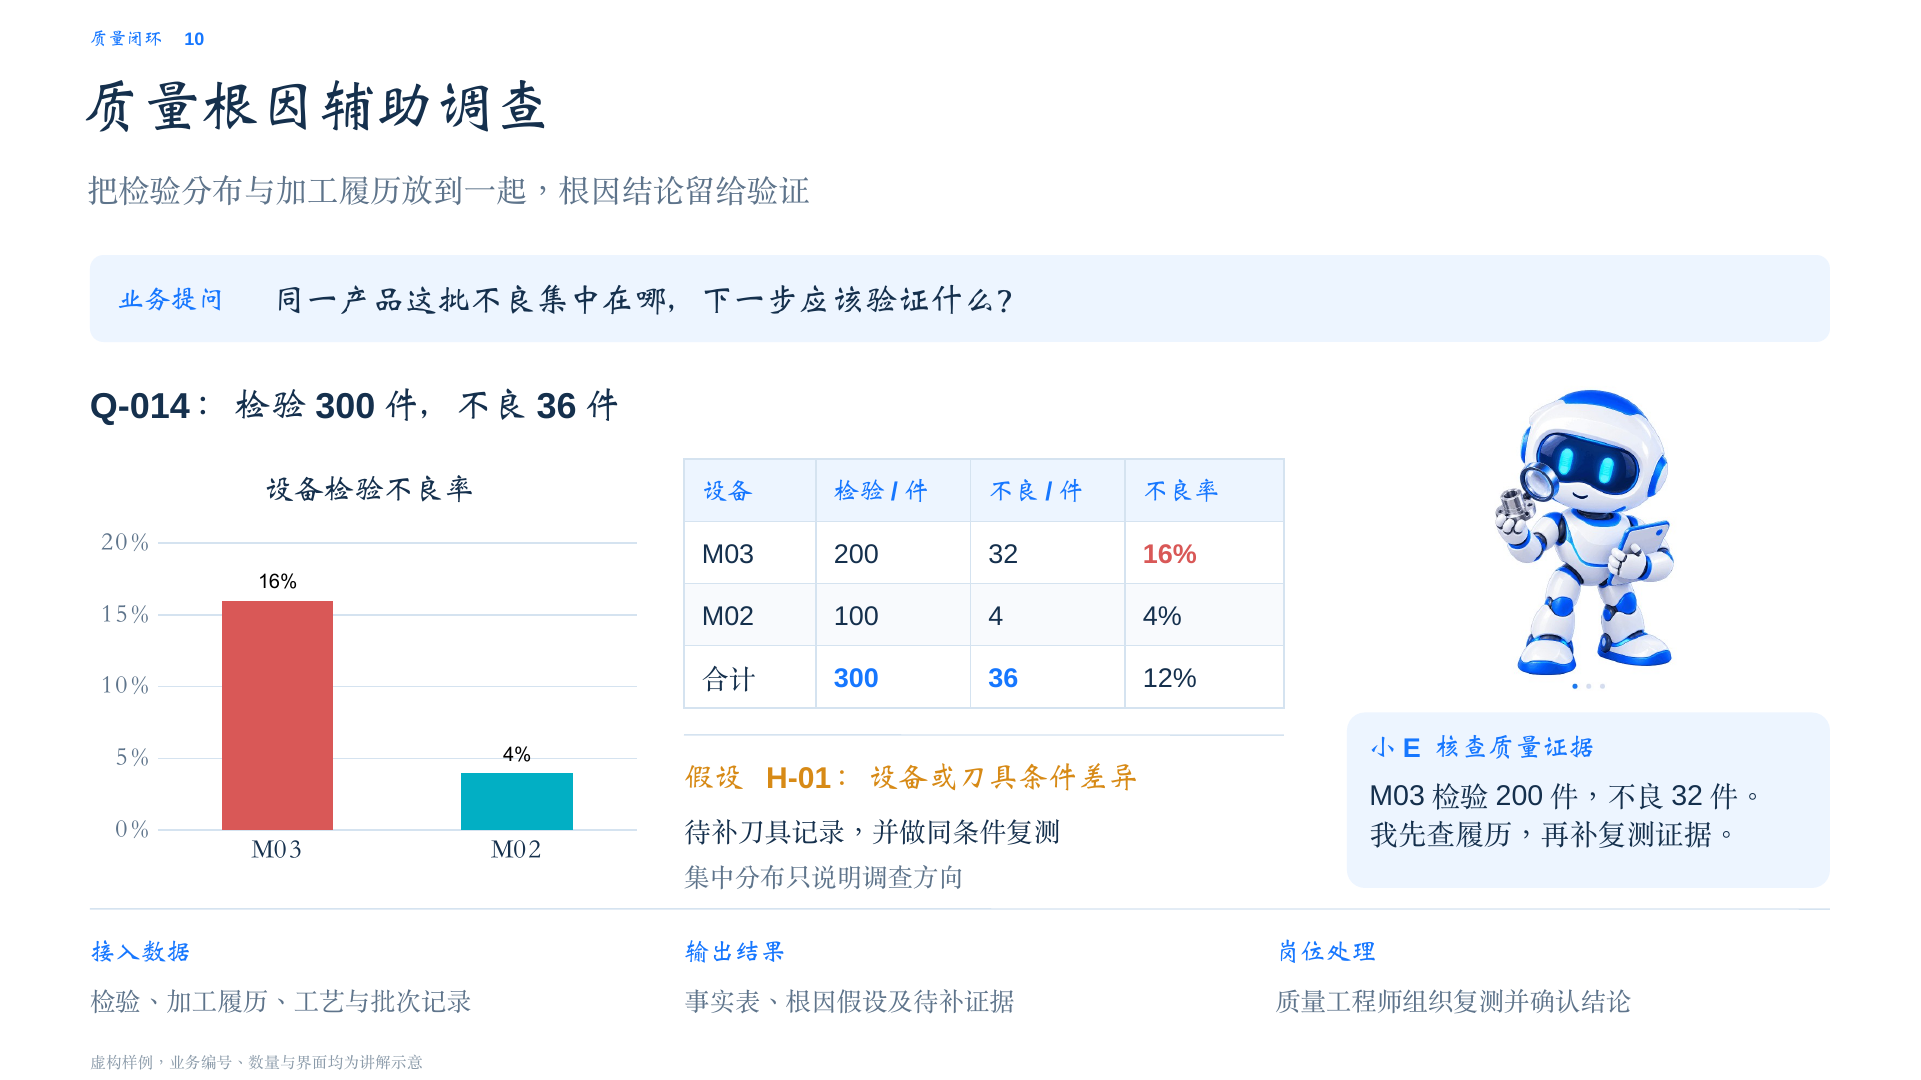 质量闭环 10
质量根因辅助调查
把检验分布与加工履历放到一起，根因结论留给验证
业务提问 同一产品这批不良集中在哪，下一步应该验证什么？
Q-014：检验 300 件，不良 36 件
设备检验不良率
20%
15%
10%
5%
0%
16%
4%
M03 M02
设备 检验 / 件 不良 / 件 不良率
M03 200 32 16%
M02 100 4 4%
合计 300 36 12%
假设 H-01：设备或刀具条件差异
待补刀具记录，并做同条件复测
集中分布只说明调查方向
小 E 核查质量证据
M03 检验 200 件，不良 32 件。
我先查履历，再补复测证据。
接入数据
检验、加工履历、工艺与批次记录
输出结果
事实表、根因假设及待补证据
岗位处理
质量工程师组织复测并确认结论
虚构样例，业务编号、数量与界面均为讲解示意